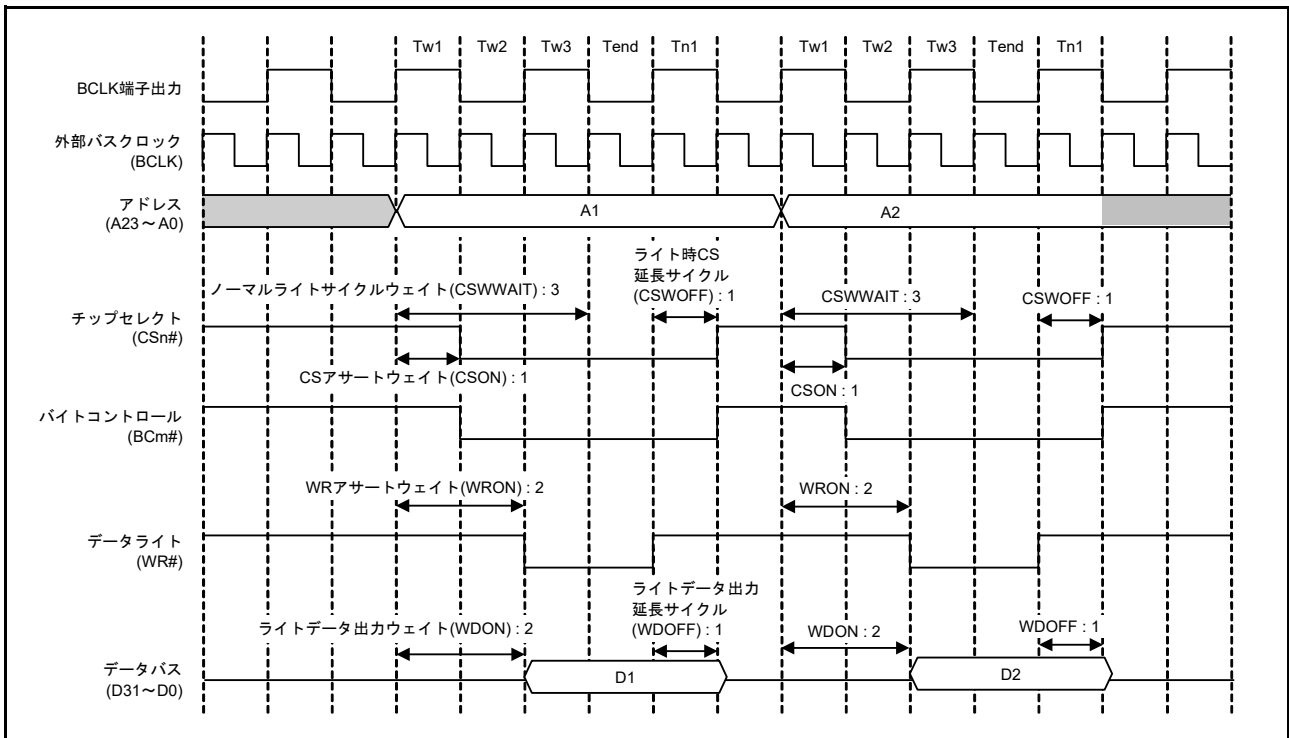 Tw1 Tw2 Tw3 Tend Tn1 Tw1 Tw2 Tw3 Tend Tn1
BCLK端子出力
外部バスクロック
(BCLK)
アドレス
(A23～A0)
A1
A2
ライト時CS
延長サイクル
(CSWOFF) : 1
ノーマルライトサイクルウェイト(CSWWAIT) : 3
CSWWAIT : 3
CSWOFF : 1
チップセレクト
(CSn#)
CSアサートウェイト(CSON) : 1
CSON : 1
バイトコントロール
(BCm#)
WRアサートウェイト(WRON) : 2
WRON : 2
データライト
(WR#)
ライトデータ出力
延長サイクル
(WDOFF) : 1
ライトデータ出力ウェイト(WDON) : 2
WDON : 2
WDOFF : 1
データバス
(D31～D0)
D1
D2